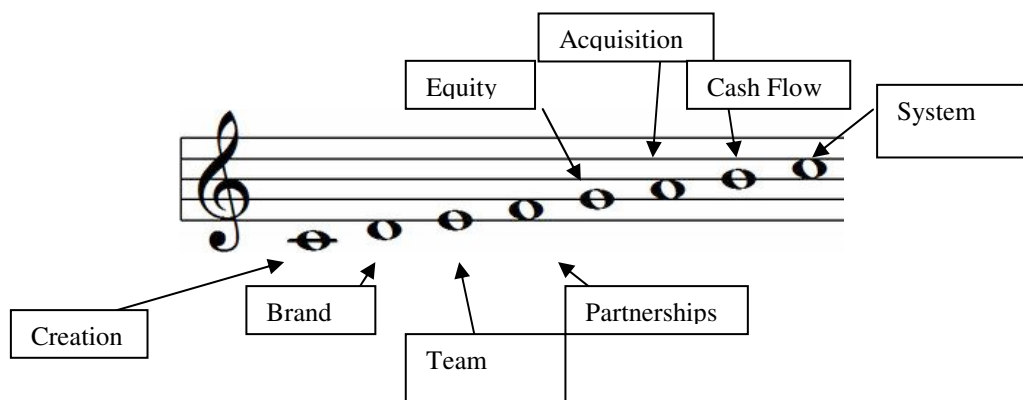 Acquisition
Equity
Cash Flow
System
Creation
Brand
Team
Partnerships